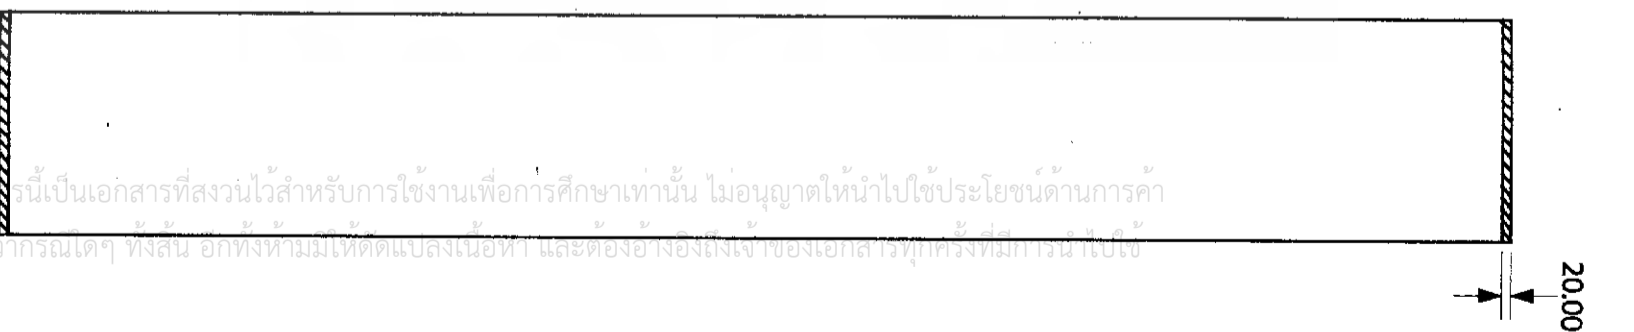 รนี้เป็นเอกสารที่สงวนไว้สำหรับการใช้งานเพื่อการศึกษาเท่านั้น ไม่อนุญาตให้นำไปใช้ประโยชน์ด้านการค้า
ว่ากรณีใดๆ ทั้งสิ้น อีกทั้งห้ามมิให้ดัดแปลงเนื้อหา และต้องอ้างอิงถึงเจ้าของเอกสารทุกครั้งที่มีการนำไปใช้
20.00